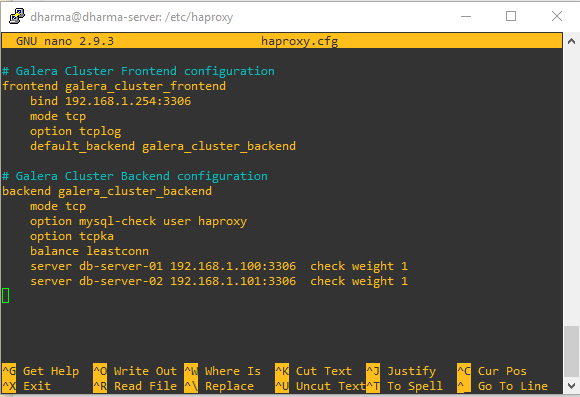 dharma@dharma-server: /etc/haproxy
GNU nano 2.9.3 haproxy.cfg
# Galera Cluster Frontend configuration
frontend galera_cluster_frontend
    bind 192.168.1.254:3306
    mode tcp
    option tcplog
    default_backend galera_cluster_backend
# Galera Cluster Backend configuration
backend galera_cluster_backend
    mode tcp
    option mysql-check user haproxy
    option tcpka
    balance leastconn
    server db-server-01 192.168.1.100:3306  check weight 1
    server db-server-02 192.168.1.101:3306  check weight 1
^G Get Help  ^O Write Out ^W Where Is  ^K Cut Text  ^J Justify  ^C Cur Pos
^X Exit      ^R Read File ^\ Replace   ^U Uncut Text^T To Spell  ^_ Go To Line